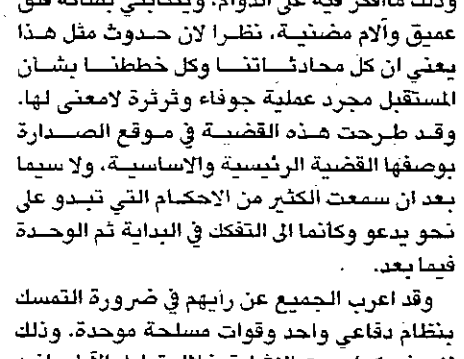 وذلك ماافكر فيه على الدوام، وينتابني بشأنه قلق
عميق وآلام مضنية، نظرا لان حدوث مثل هذا
يعني ان كل محادثاتنا وكل خططنا بشأن
المستقبل مجرد عملية جوفاء وثرثرة لامعنى لها.
وقد طرحت هذه القضية في موقع الصدارة
بوصفها القضية الرئيسية والاساسية، ولا سيما
بعد ان سمعت الكثير من الاحكام التي تبدو على
نحو يدعو وكأنما الى التفكك في البداية ثم الوحدة
فيما بعد.
وقد اعرب الجميع عن رأيهم في ضرورة التمسك
بنظام دفاعي واحد وقوات مسلحة موحدة. وذلك